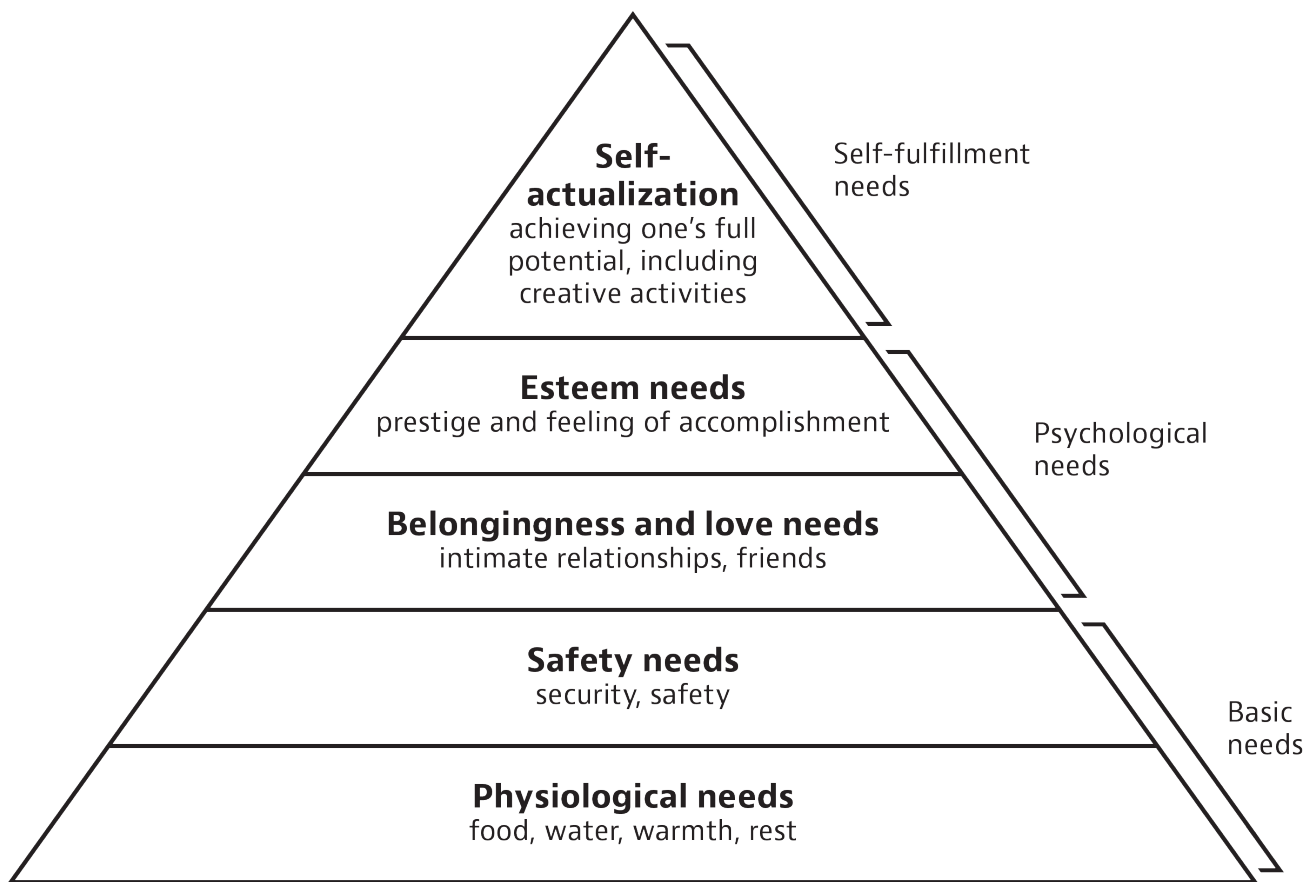 Self-
actualization
achieving one’s full
potential, including
creative activities
Self-fulfillment
needs
Esteem needs
prestige and feeling of accomplishment
Psychological
needs
Belongingness and love needs
intimate relationships, friends
Safety needs
security, safety
Basic
needs
Physiological needs
food, water, warmth, rest